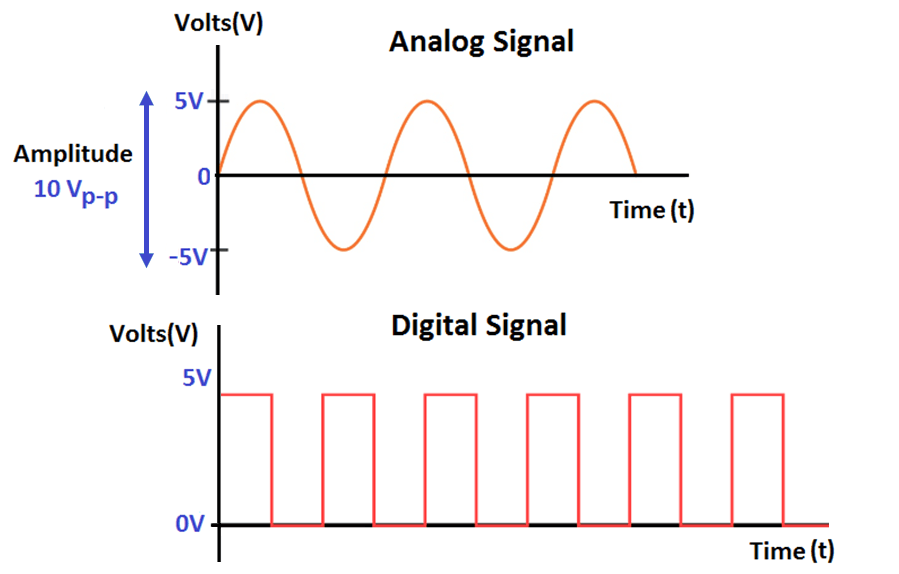 Volts(V)
Analog Signal
5V
Amplitude
10 Vp-p
0
Time (t)
-5V
Digital Signal
Volts(V)
5V
0V
Time (t)